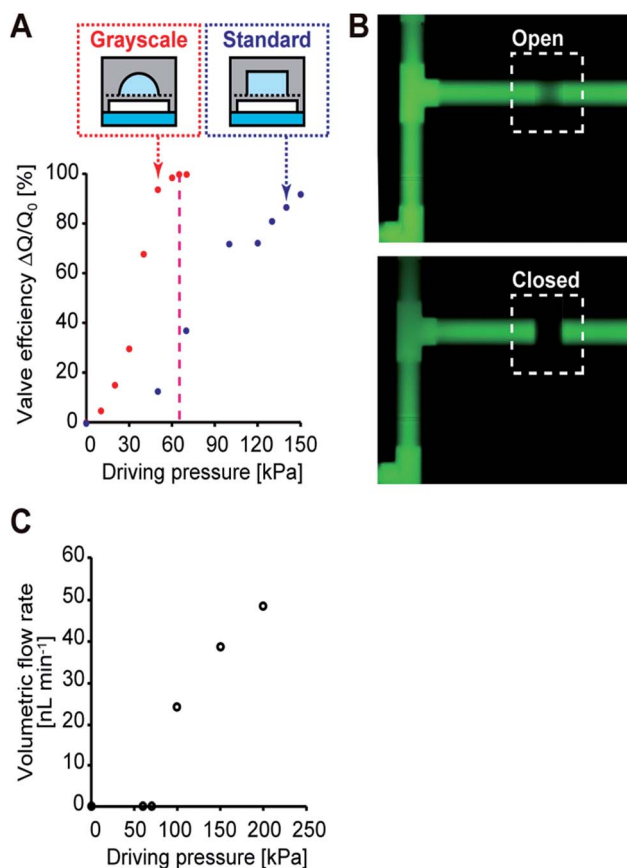 A
Grayscale
Standard
Valve effciency ΔQ/Q0 [%]
100
80
60
40
20
0
0 30 60 90 120 150
Driving pressure [kPa]
B
Open
Closed
C
Volumetric flow rate
[nL min-1]
60
50
40
30
20
10
0
0 50 100 150 200 250
Driving pressure [kPa]